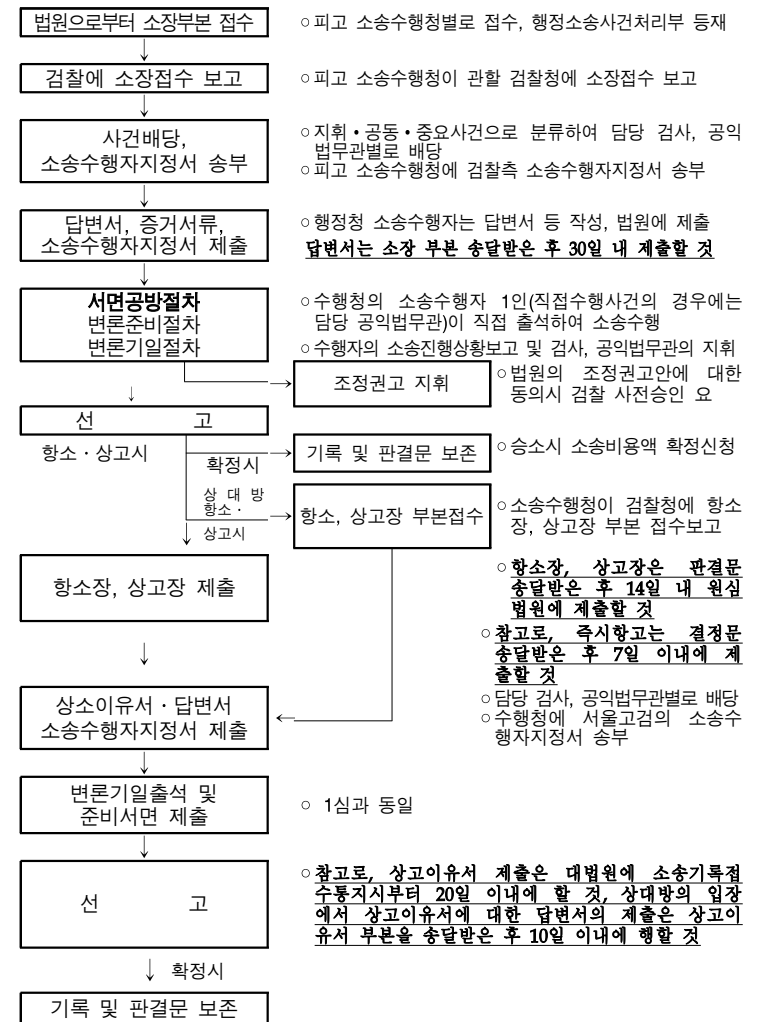 법원으로부터 소장부본 접수
○피고 소송수행청별로 접수, 행정소송사건처리부 등재
검찰에 소장접수 보고
○피고 소송수행청이 관할 검찰청에 소장접수 보고
사건배당,
소송수행자지정서 송부
○지휘•공동•중요사건으로 분류하여 담당 검사, 공익
법무관별로 배당
○피고 소송수행청에 검찰측 소송수행자지정서 송부
답변서, 증거서류,
소송수행자지정서 제출
○행정청 소송수행자는 답변서 등 작성, 법원에 제출
답변서는 소장 부본 송달받은 후 30일 내 제출할 것
서면공방절차
변론준비절차
변론기일절차
○수행청의 소송수행자 1인(직접수행사건의 경우에는
담당 공익법무관)이 직접 출석하여 소송수행
○수행자의 소송진행상황보고 및 검사, 공익법무관의 지휘
조정권고 지휘
○법원의 조정권고안에 대한
동의시 검찰 사전승인 요
선 고
항소·상고시
확정시
기록 및 판결문 보존
○승소시 소송비용액 확정신청
상 대 방
항소·
상고시
항소, 상고장 부본접수
○소송수행청이 검찰청에 항소
장, 상고장 부본 접수보고
항소장, 상고장 제출
○항소장, 상고장은 판결문
송달받은 후 14일 내 원심
법원에 제출할 것
○참고로, 즉시항고는 결정문
송달받은 후 7일 이내에 제
출할 것
상소이유서·답변서
소송수행자지정서 제출
○담당 검사, 공익법무관별로 배당
○수행청에 서울고검의 소송수
행자지정서 송부
변론기일출석 및
준비서면 제출
○ 1심과 동일
선 고
○참고로, 상고이유서 제출은 대법원에 소송기록접
수통지시부터 20일 이내에 할 것, 상대방의 입장
에서 상고이유서에 대한 답변서의 제출은 상고이
유서 부본을 송달받은 후 10일 이내에 행할 것
확정시
기록 및 판결문 보존